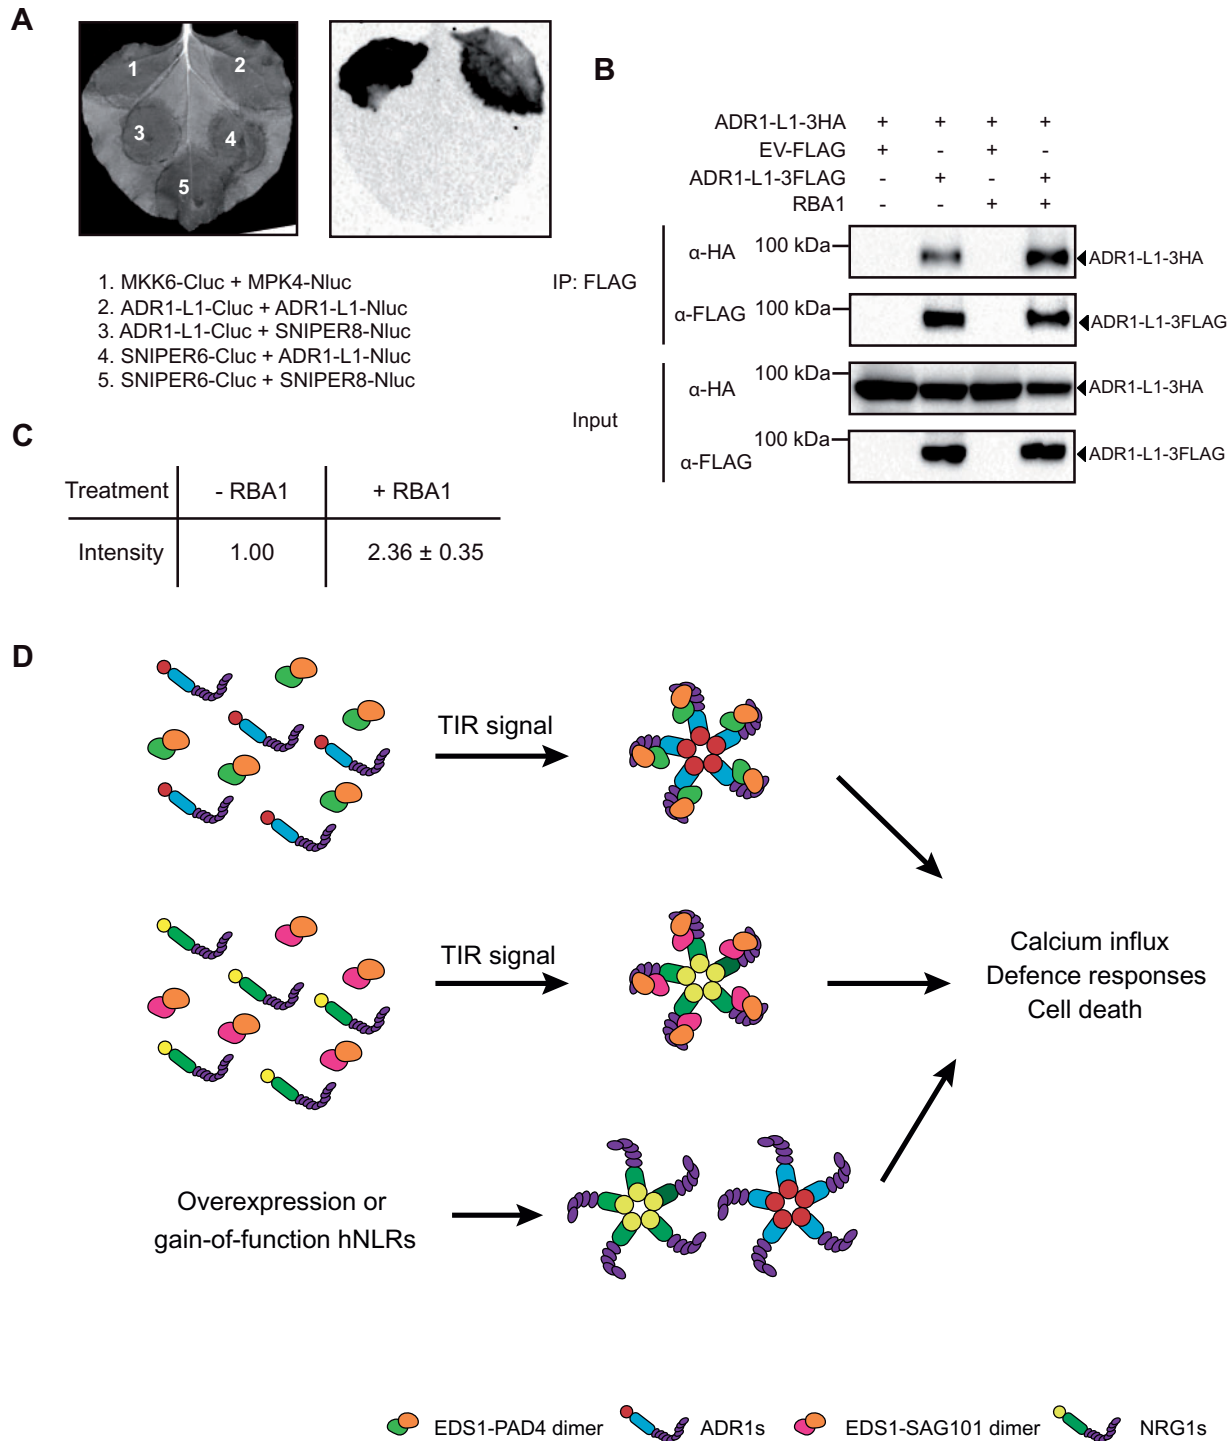 A
1
2
3
4
5
1. MKK6-Cluc + MPK4-Nluc
2. ADR1-L1-Cluc + ADR1-L1-Nluc
3. ADR1-L1-Cluc + SNIPER8-Nluc
4. SNIPER6-Cluc + ADR1-L1-Nluc
5. SNIPER6-Cluc + SNIPER8-Nluc
B
ADR1-L1-3HA + + + +
EV-FLAG + - + -
ADR1-L1-3FLAG - + - +
RBA1 - - + +
IP: FLAG
α-HA 100 kDa ADR1-L1-3HA
α-FLAG 100 kDa ADR1-L1-3FLAG
Input
α-HA 100 kDa ADR1-L1-3HA
α-FLAG 100 kDa ADR1-L1-3FLAG
C
Treatment - RBA1 + RBA1
Intensity 1.00 2.36 ± 0.35
D
TIR signal
TIR signal
Calcium influx
Defence responses
Cell death
Overexpression or
gain-of-function hNLRs
EDS1-PAD4 dimer ADR1s EDS1-SAG101 dimer NRG1s